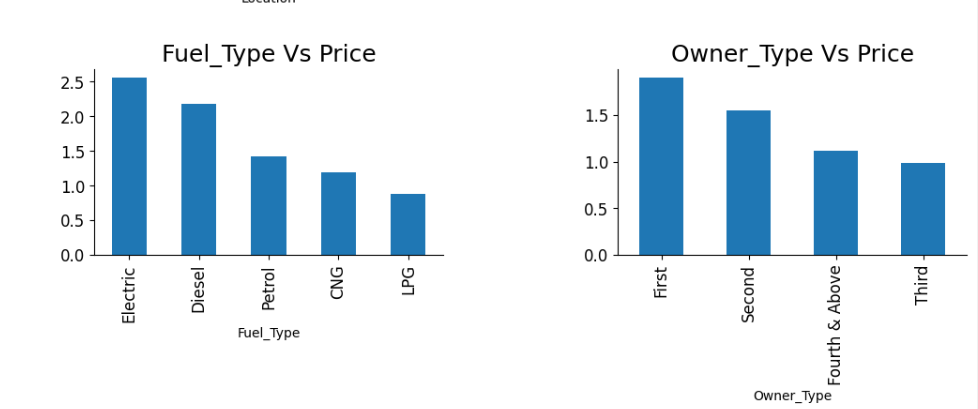 Location
Fuel_Type Vs Price
2.5
2.0
1.5
1.0
0.5
0.0
Electric
Diesel
Petrol
CNG
LPG
Fuel_Type
Owner_Type Vs Price
1.5
1.0
0.5
0.0
First
Second
Fourth & Above
Third
Owner_Type